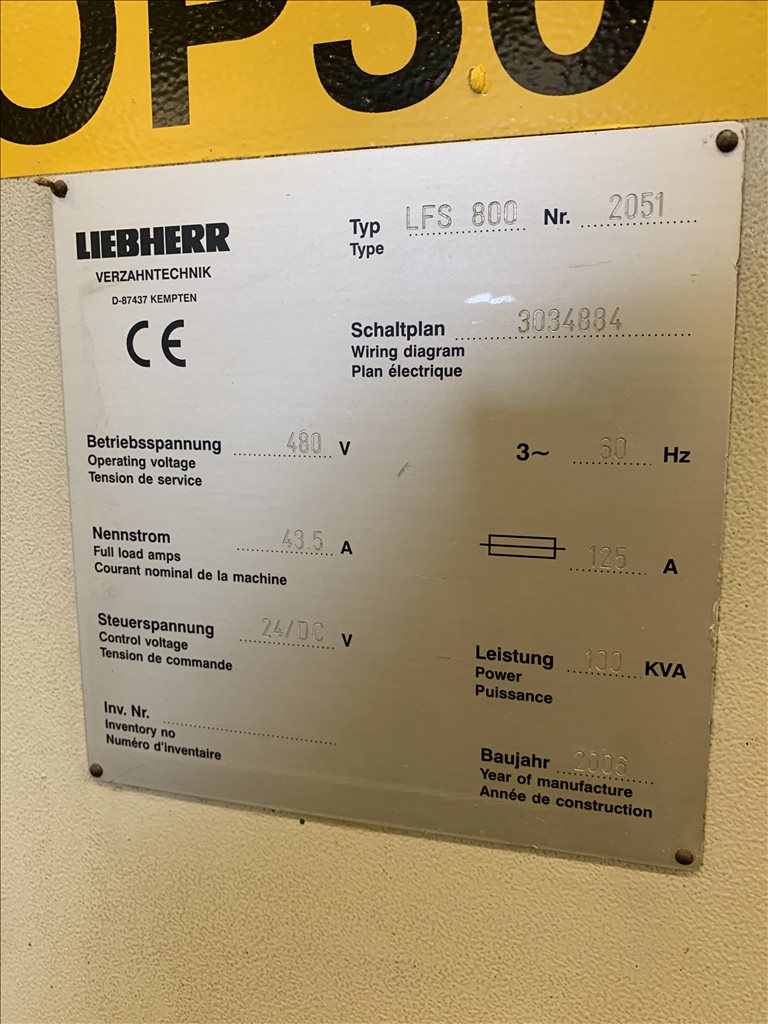 OP30
LIEBHERR
VERZAHNTECHNIK
D-87437 KEMPTEN
CE
Typ LFS 800 Nr. 2051
Type
Schaltplan 3034884
Wiring diagram
Plan électrique
Betriebsspannung 480 V
Operating voltage
Tension de service
3~ 60 Hz
Nennstrom 43.5 A
Full load amps
Courant nominal de la machine
125 A
Steuerspannung 24/DC V
Control voltage
Tension de commande
Leistung 100 KVA
Power
Puissance
Inv. Nr.
Inventory no
Numéro d'inventaire
Baujahr 2006
Year of manufacture
Année de construction